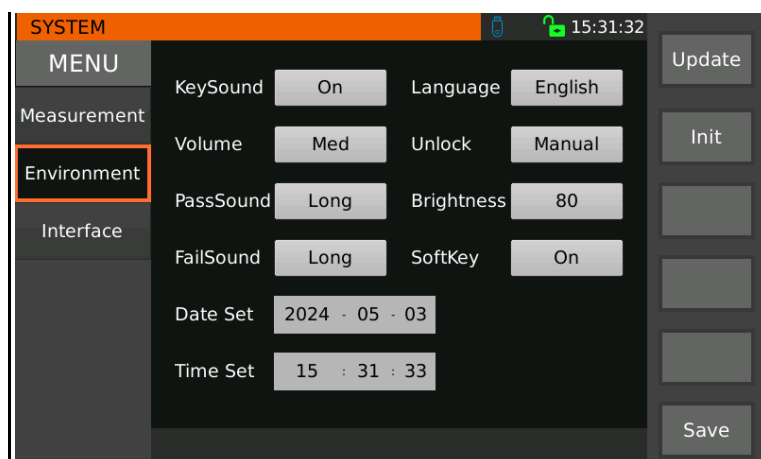 SYSTEM 15:31:32
MENU
Measurement
Environment
Interface
KeySound On Language English
Volume Med Unlock Manual
PassSound Long Brightness 80
FailSound Long SoftKey On
Date Set 2024 - 05 - 03
Time Set 15 : 31 : 33
Update
Init
Save